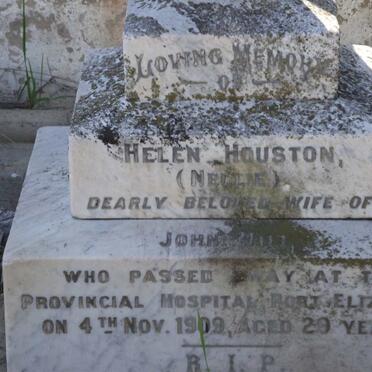 LOVING MEMORY
— OF —
HELEN HOUSTON,
(NELLIE)
DEARLY BELOVED WIFE OF
JOHN
WHO PASSED AWAY AT
PROVINCIAL HOSPITAL, PORT ELIZ
ON 4TH NOV. 1909, AGED 29 YE
R.I.P.